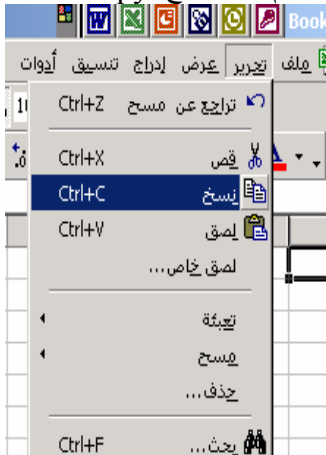 Book
ملف تحرير عرض إدراج تنسيق أدوات
تراجع عن مسح Ctrl+Z
قص Ctrl+X
نسخ Ctrl+C
لصق Ctrl+V
لصق خاص...
تعبئة
مسح
حذف...
بحث... Ctrl+F